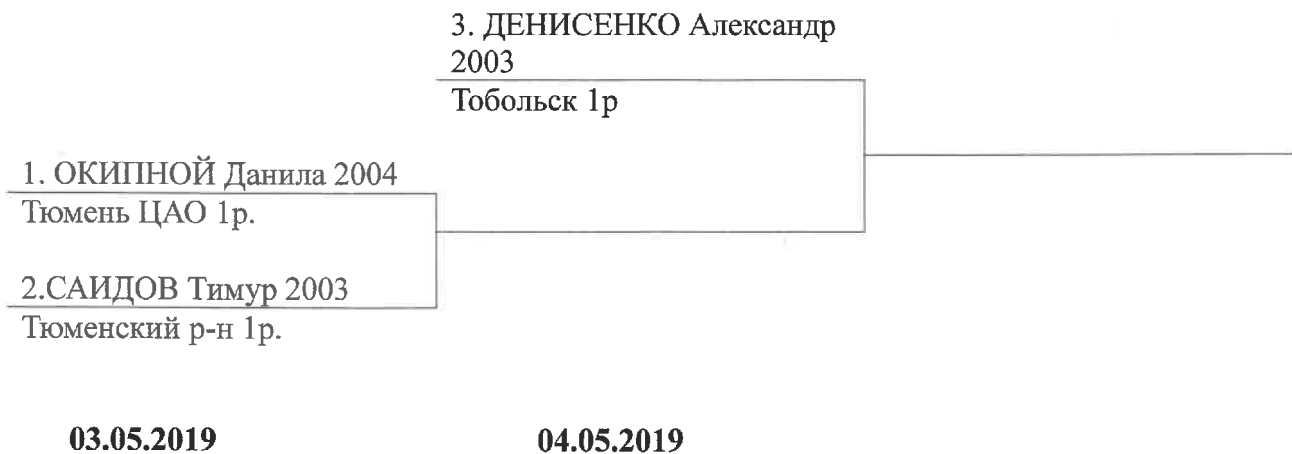 3. ДЕНИСЕНКО Александр
2003
Тобольск 1р
1. ОКИПНОЙ Данила 2004
Тюмень ЦАО 1р.
2.САИДОВ Тимур 2003
Тюменский р-н 1р.
03.05.2019
04.05.2019